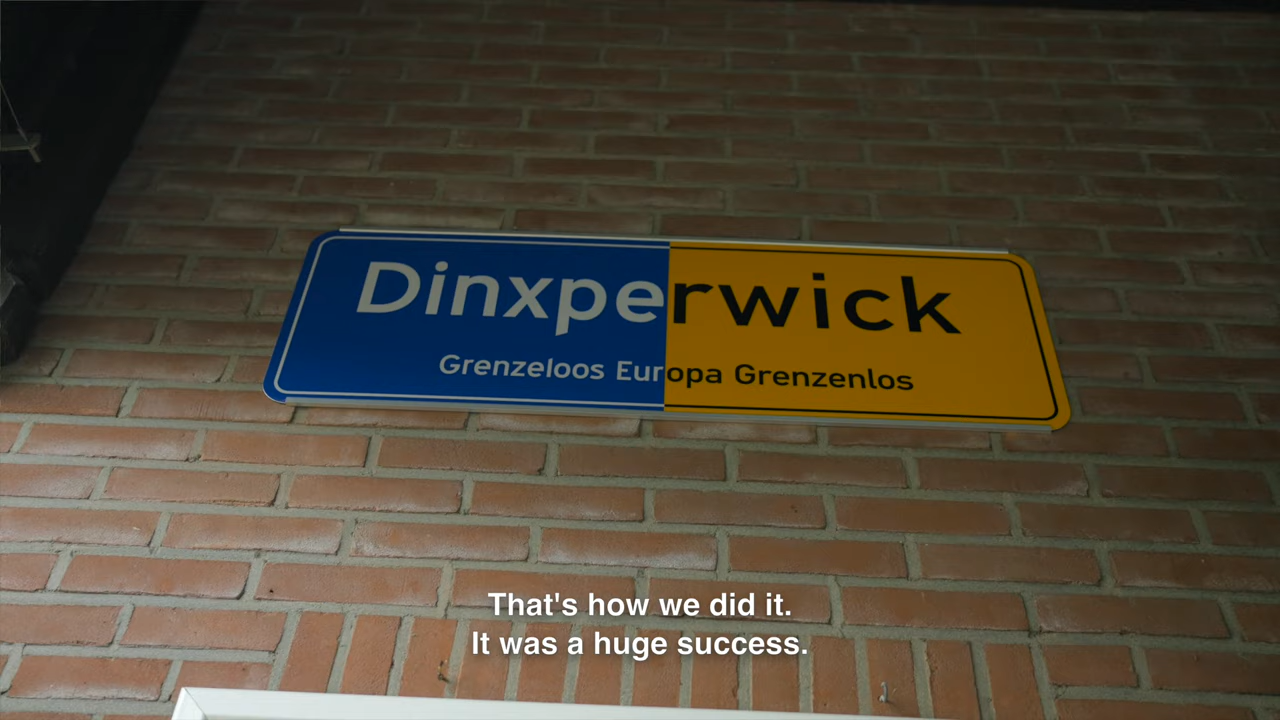 Dinxperwick
Grenzeloos Europa Grenzenlos
That's how we did it.
It was a huge success.